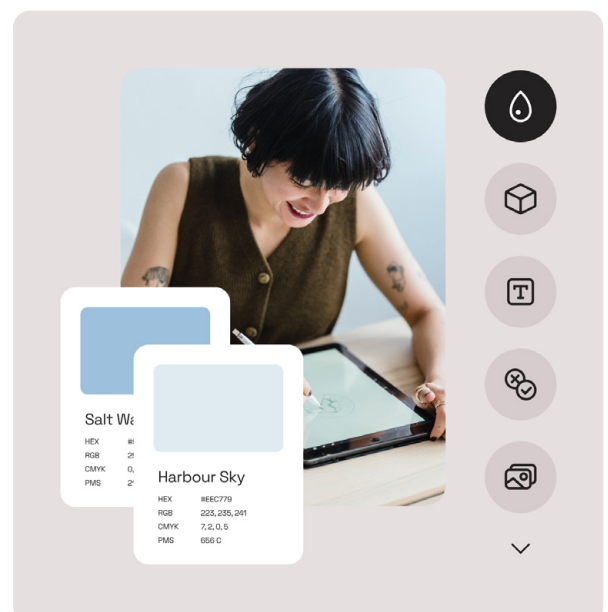 Salt Wa
HEX
RGB
CMYK
PMS
Harbour Sky
HEX #EEC779
RGB 223, 235, 241
CMYK 7, 2, 0, 5
PMS 656 C
T